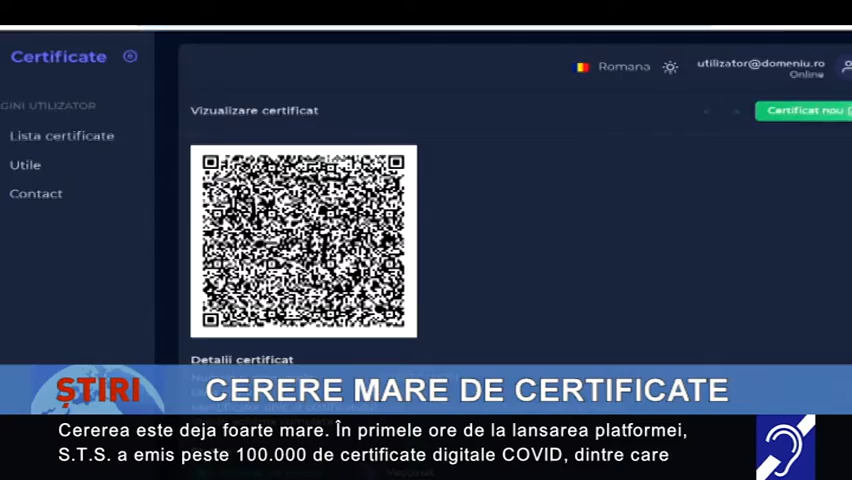 Certificate
GINI UTILIZATOR
Lista certificate
Utile
Contact
Romana
utilizator@domeniu.ro
Online
Vizualizare certificat
Certificat nou
Detalii certificat
ȘTIRI
CERERE MARE DE CERTIFICATE
Cererea este deja foarte mare. În primele ore de la lansarea platformei,
S.T.S. a emis peste 100.000 de certificate digitale COVID, dintre care